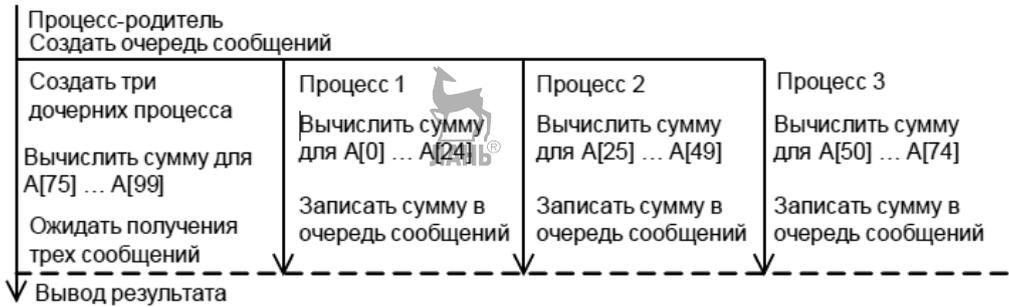 Процесс-родитель
Создать очередь сообщений
Создать три
дочерних процесса
Вычислить сумму для
A[75] ... A[99]
Ожидать получения
трех сообщений
Процесс 1
Вычислить сумму
для A[0] ... A[24]
Записать сумму в
очередь сообщений
Процесс 2
Вычислить сумму
для A[25] ... A[49]
Записать сумму в
очередь сообщений
Процесс 3
Вычислить сумму
для A[50] ... A[74]
Записать сумму в
очередь сообщений
Вывод результата
ЛАНЬ®